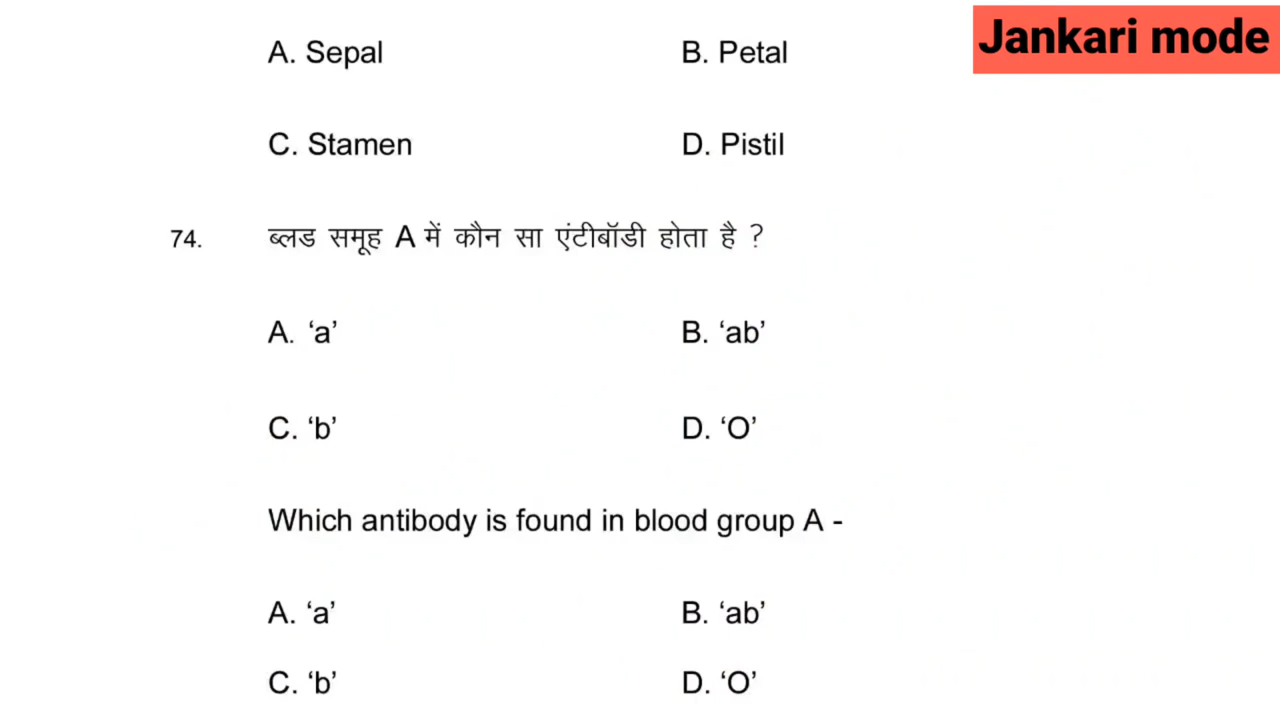 Jankari mode
A. Sepal B. Petal
C. Stamen D. Pistil
74. ब्लड समूह A में कौन सा एंटीबॉडी होता है ?
A. ‘a’ B. ‘ab’
C. ‘b’ D. ‘O’
Which antibody is found in blood group A -
A. ‘a’ B. ‘ab’
C. ‘b’ D. ‘O’